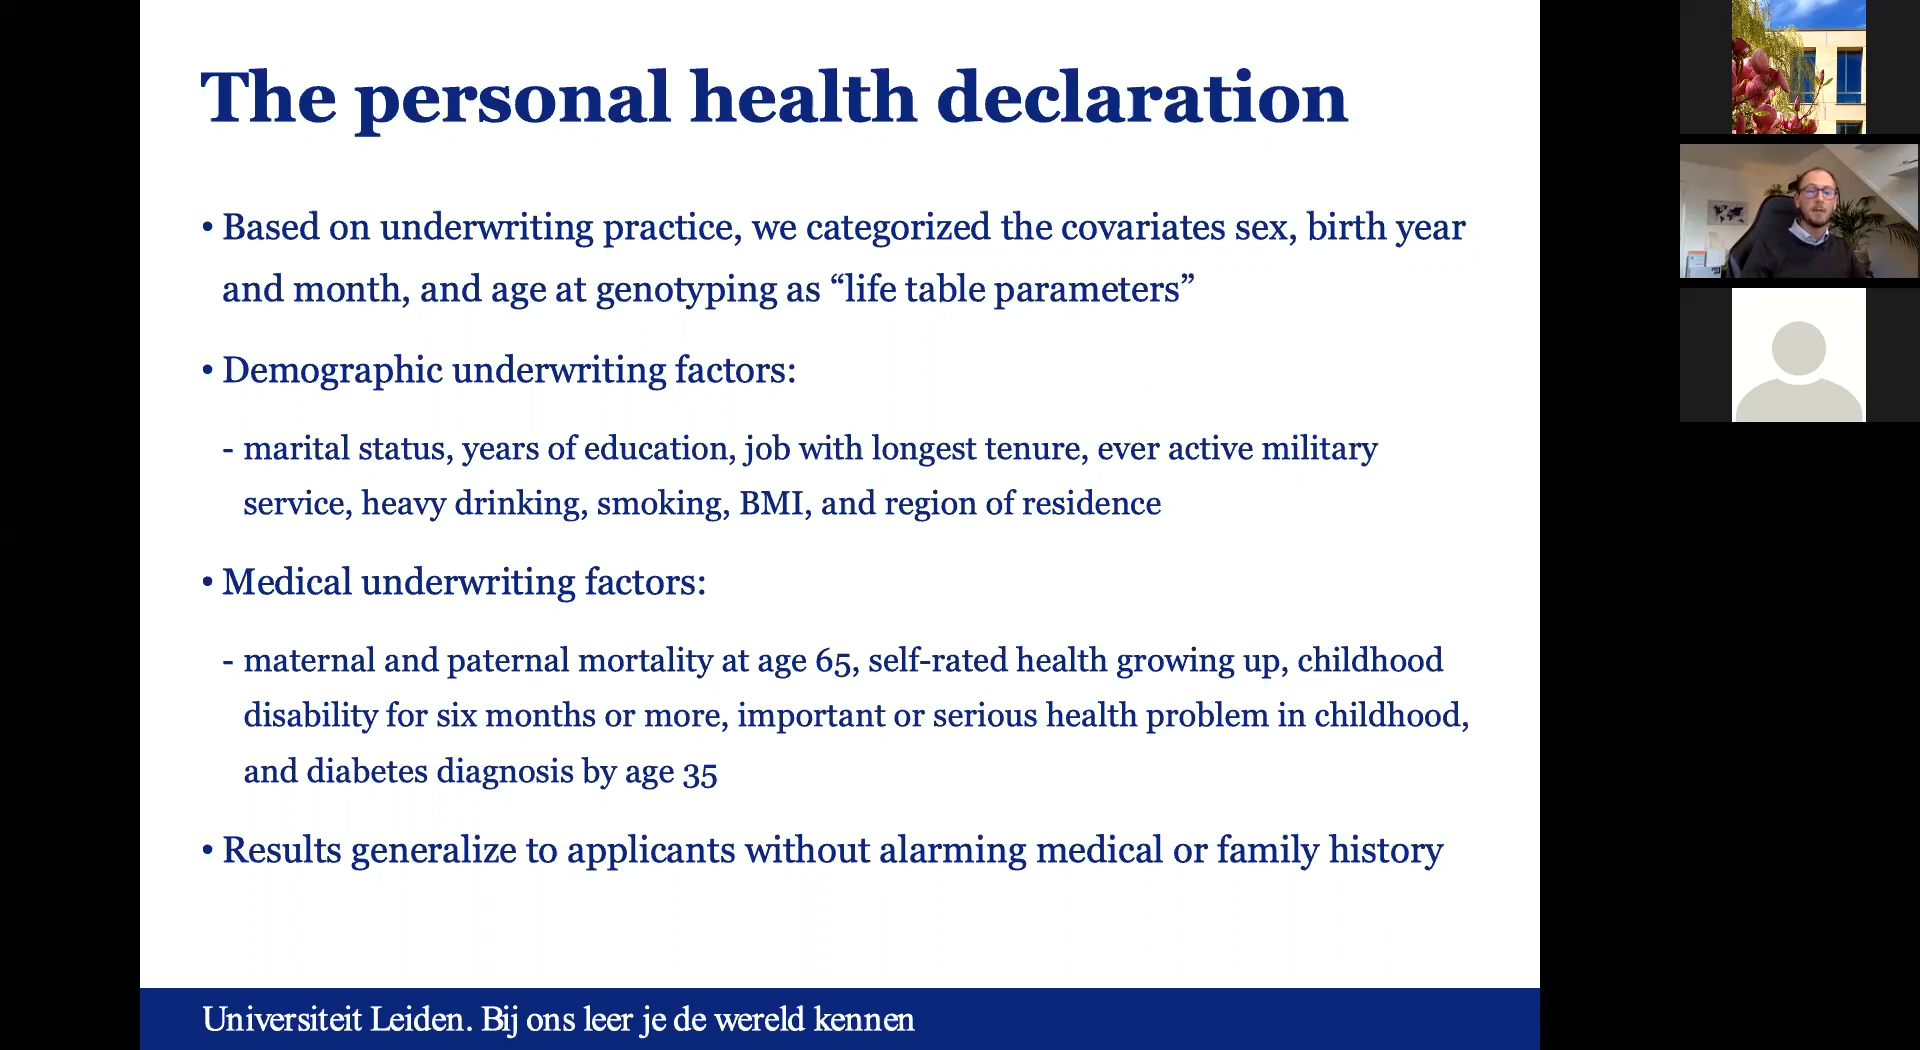 The personal health declaration
• Based on underwriting practice, we categorized the covariates sex, birth year
and month, and age at genotyping as “life table parameters”
• Demographic underwriting factors:
- marital status, years of education, job with longest tenure, ever active military
service, heavy drinking, smoking, BMI, and region of residence
• Medical underwriting factors:
- maternal and paternal mortality at age 65, self-rated health growing up, childhood
disability for six months or more, important or serious health problem in childhood,
and diabetes diagnosis by age 35
• Results generalize to applicants without alarming medical or family history
Universiteit Leiden. Bij ons leer je de wereld kennen